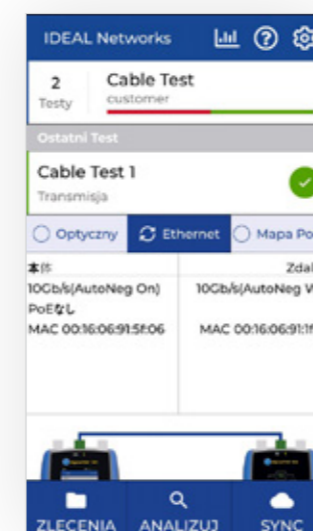 IDEAL Networks
2 Cable Test
Testy customer
Ostatni Test
Cable Test 1
Transmisja
Optyczny Ethernet Mapa Po
本体 Zdal
10Gb/s(AutoNeg On) 10Gb/s(AutoNeg W
PoEなし
MAC 00:16:06:91:5F:06 MAC 00:16:06:91:1f
ZLECENIA ANALIZUJ SYNC